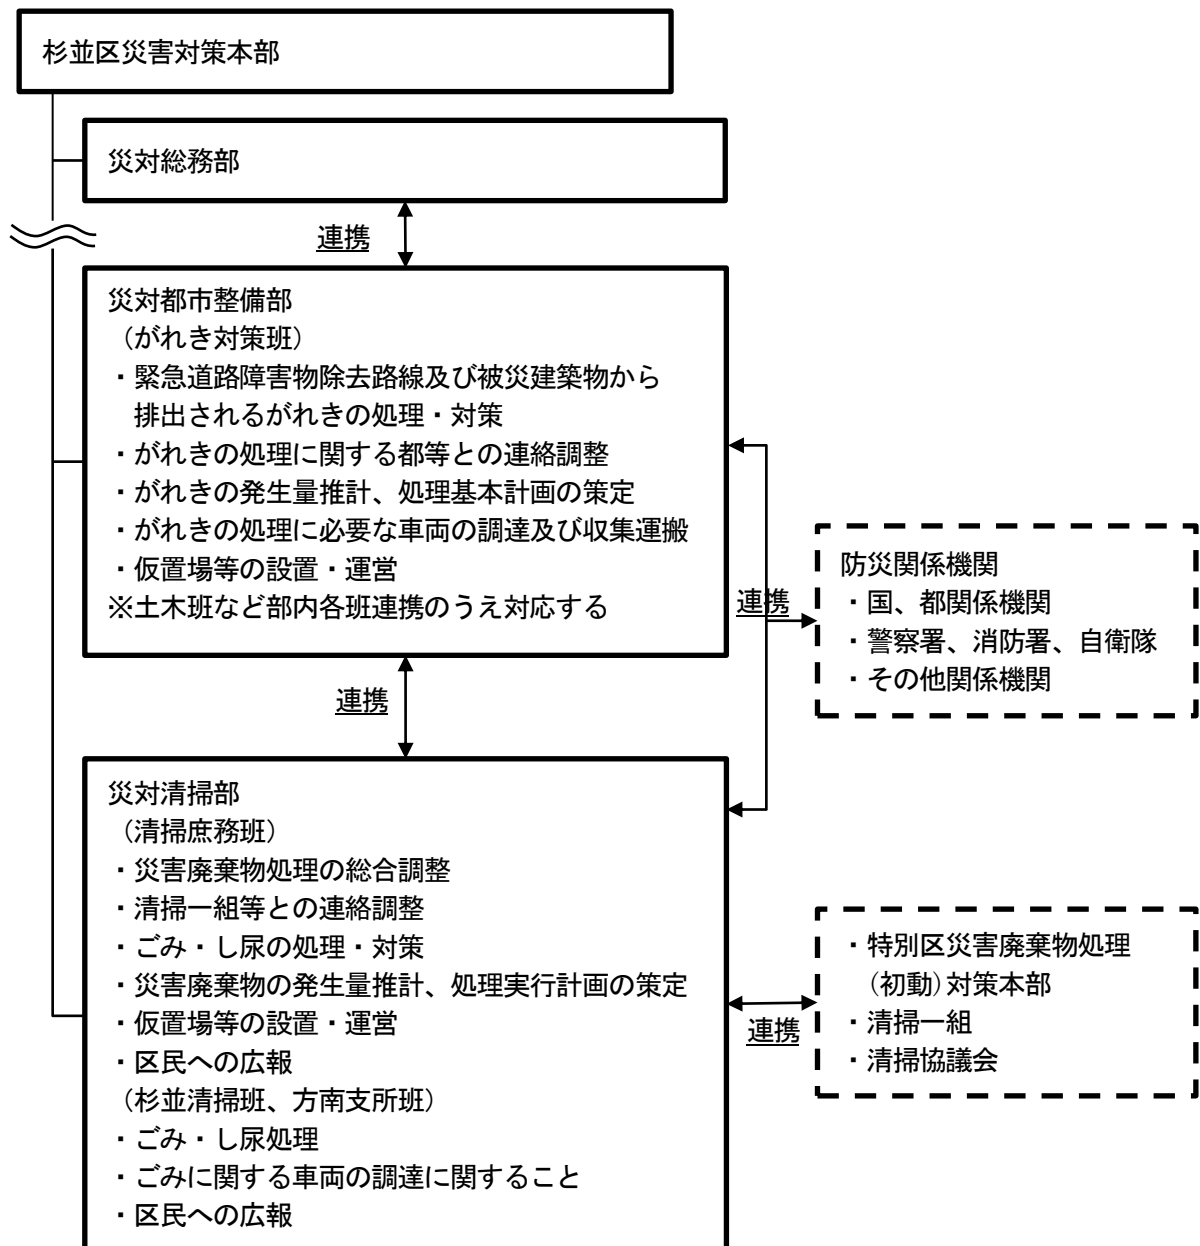 杉並区災害対策本部
災対総務部
連携
災対都市整備部
（がれき対策班）
・緊急道路障害物除去路線及び被災建築物から
排出されるがれきの処理・対策
・がれきの処理に関する都等との連絡調整
・がれきの発生量推計、処理基本計画の策定
・がれきの処理に必要な車両の調達及び収集運搬
・仮置場等の設置・運営
※土木班など部内各班連携のうえ対応する
連携
防災関係機関
・国、都関係機関
・警察署、消防署、自衛隊
・その他関係機関
連携
災対清掃部
（清掃庶務班）
・災害廃棄物処理の総合調整
・清掃一組等との連絡調整
・ごみ・し尿の処理・対策
・災害廃棄物の発生量推計、処理実行計画の策定
・仮置場等の設置・運営
・区民への広報
（杉並清掃班、方南支所班）
・ごみ・し尿処理
・ごみに関する車両の調達に関すること
・区民への広報
連携
・特別区災害廃棄物処理
（初動）対策本部
・清掃一組
・清掃協議会